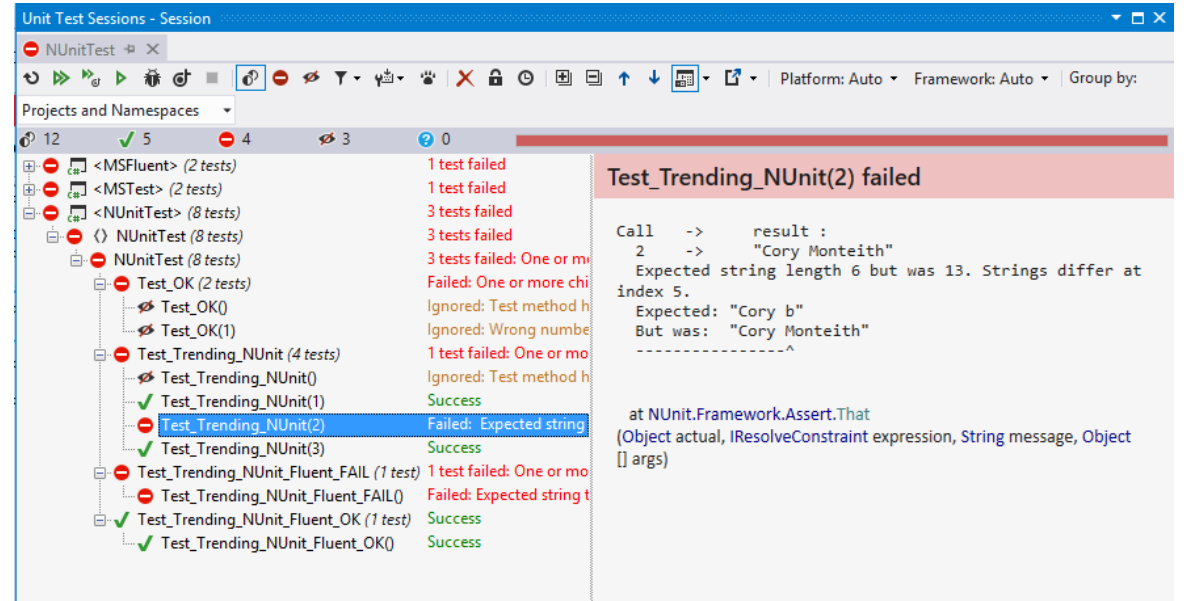 Unit Test Sessions - Session
NUnitTest
Platform: Auto Framework: Auto Group by:
Projects and Namespaces
12 5 4 3 0
<MSFluent> (2 tests) 1 test failed
<MSTest> (2 tests) 1 test failed
<NUnitTest> (8 tests) 3 tests failed
NUnitTest (8 tests) 3 tests failed
NUnitTest (8 tests) 3 tests failed: One or m
Test_OK (2 tests) Failed: One or more chi
Test_OK() Ignored: Test method h
Test_OK(1) Ignored: Wrong numbe
Test_Trending_NUnit (4 tests) 1 test failed: One or mo
Test_Trending_NUnit() Ignored: Test method h
Test_Trending_NUnit(1) Success
Test_Trending_NUnit(2) Failed: Expected string
Test_Trending_NUnit(3) Success
Test_Trending_NUnit_Fluent_FAIL (1 test) 1 test failed: One or mo
Test_Trending_NUnit_Fluent_FAIL() Failed: Expected string t
Test_Trending_NUnit_Fluent_OK (1 test) Success
Test_Trending_NUnit_Fluent_OK() Success
Test_Trending_NUnit(2) failed
Call -> result :
2 -> "Cory Monteith"
Expected string length 6 but was 13. Strings differ at
index 5.
Expected: "Cory b"
But was: "Cory Monteith"
----------------^
at NUnit.Framework.Assert.That
(Object actual, IResolveConstraint expression, String message, Object
[] args)